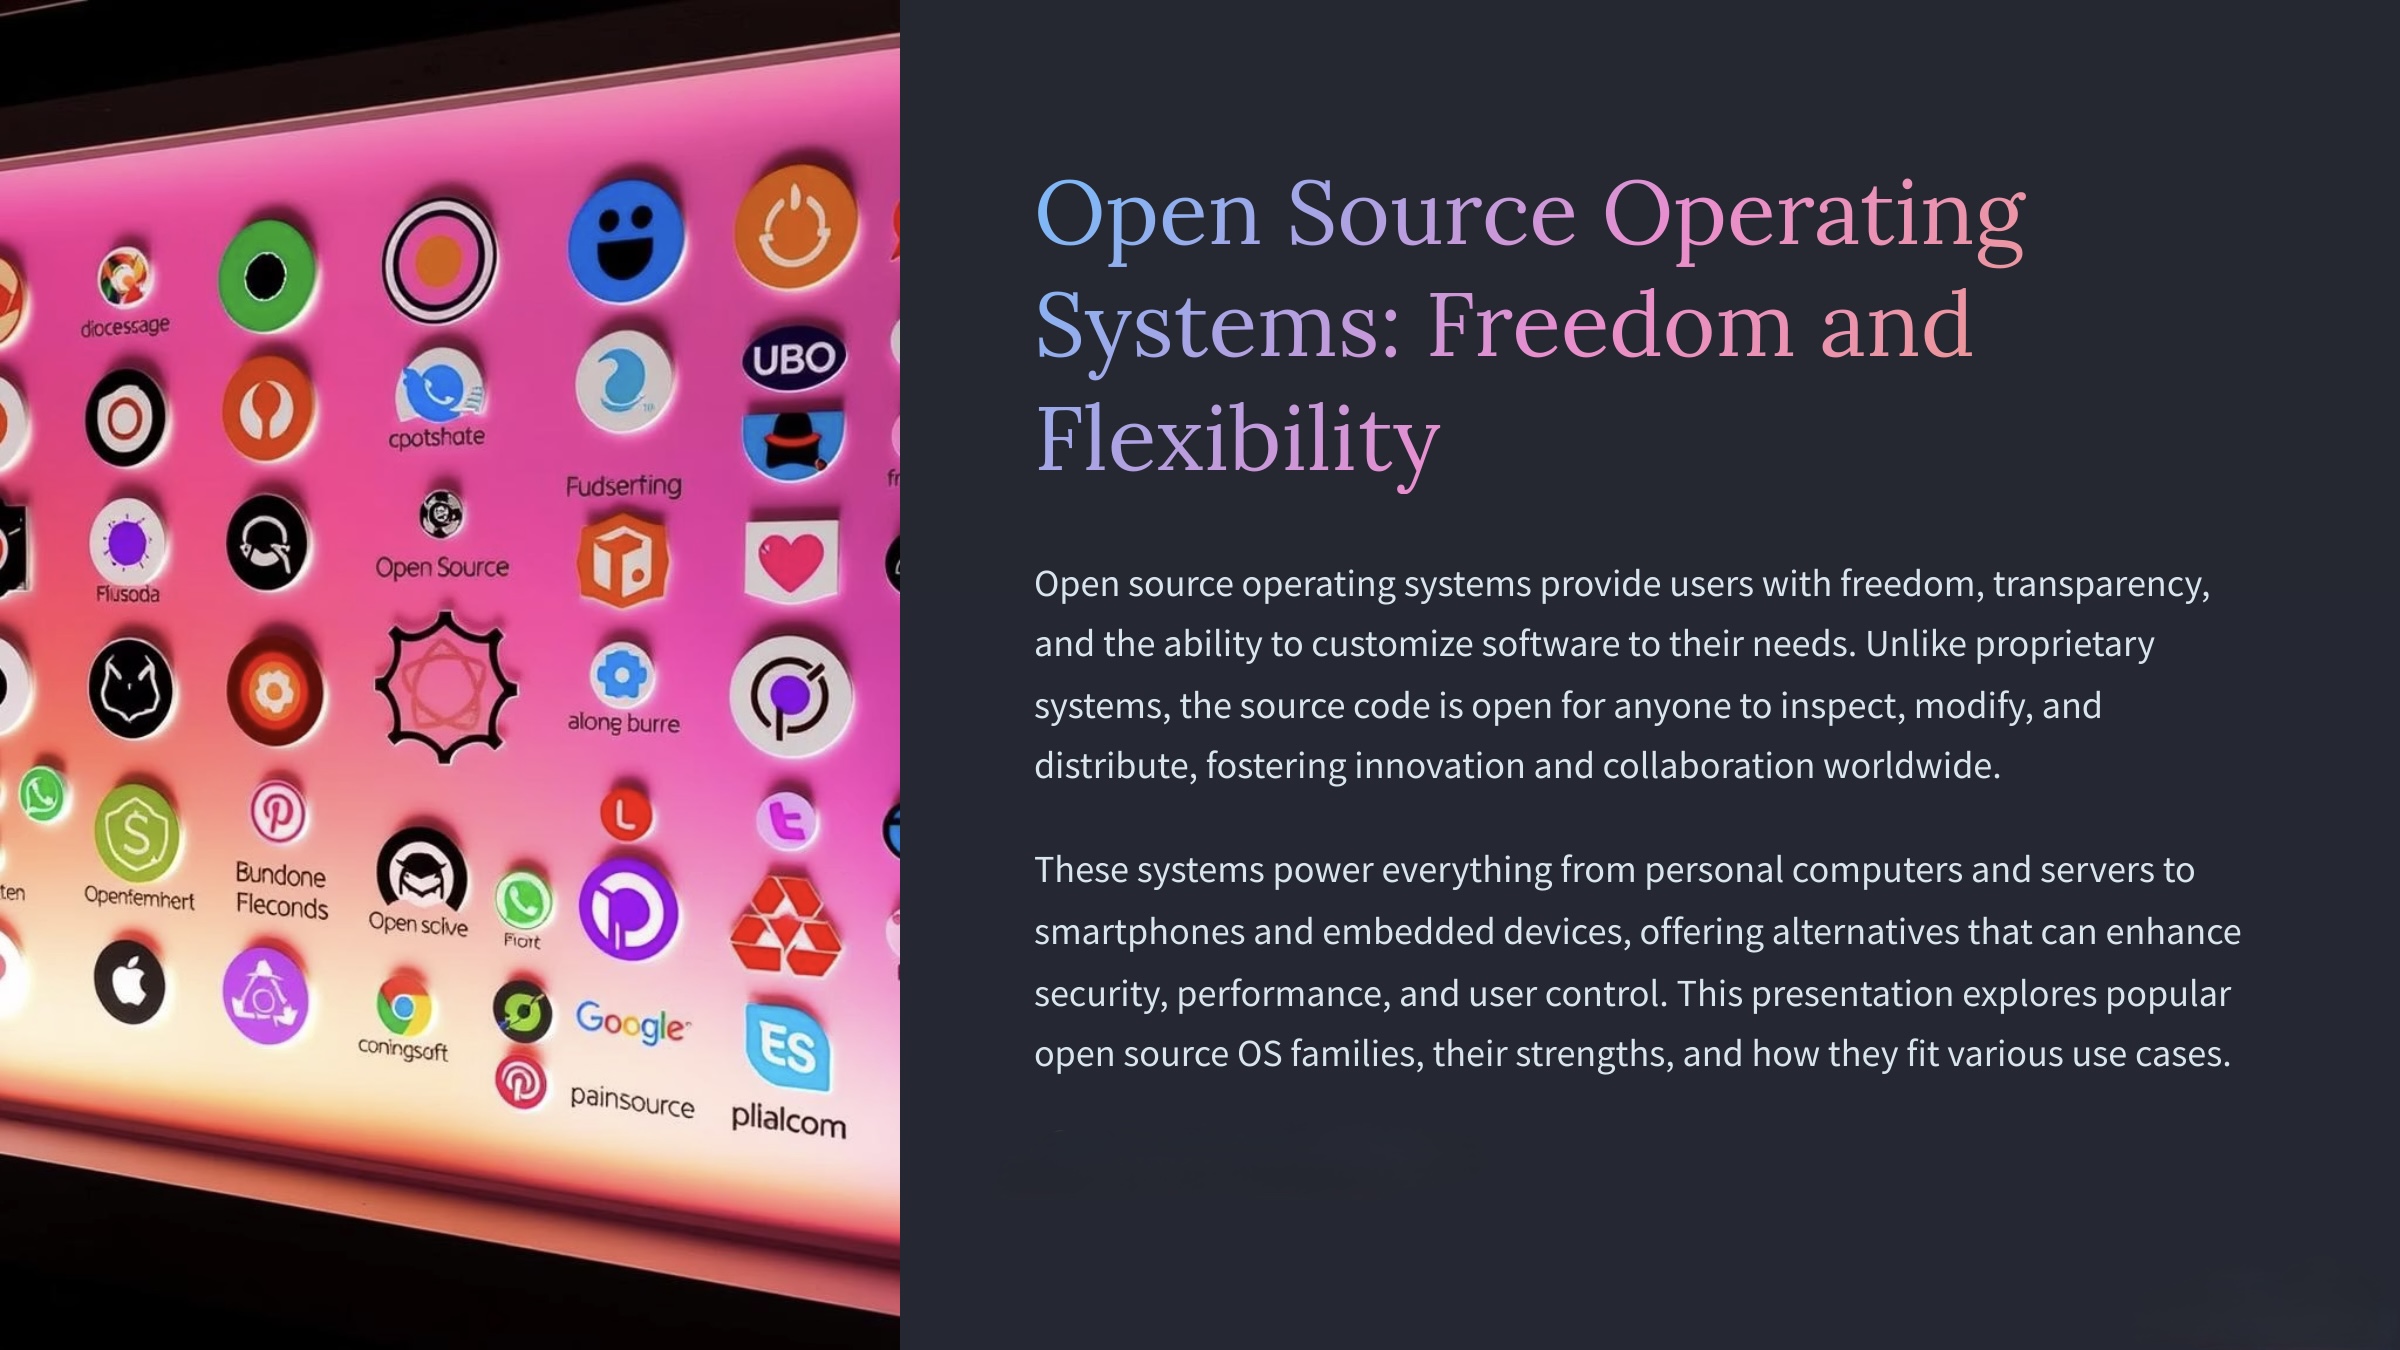 Open Source Operating
Systems: Freedom and
Flexibility
Open source operating systems provide users with freedom, transparency,
and the ability to customize software to their needs. Unlike proprietary
systems, the source code is open for anyone to inspect, modify, and
distribute, fostering innovation and collaboration worldwide.
These systems power everything from personal computers and servers to
smartphones and embedded devices, offering alternatives that can enhance
security, performance, and user control. This presentation explores popular
open source OS families, their strengths, and how they fit various use cases.
diocessage
UBO
cpotshate
Fudserfing
Open Source
Flusoda
along burre
L
t
S
Bundone
Fleconds
Openfemhert
Open sclve
Fiort
ten
Google
ES
coningsaft
painsource
plialcom